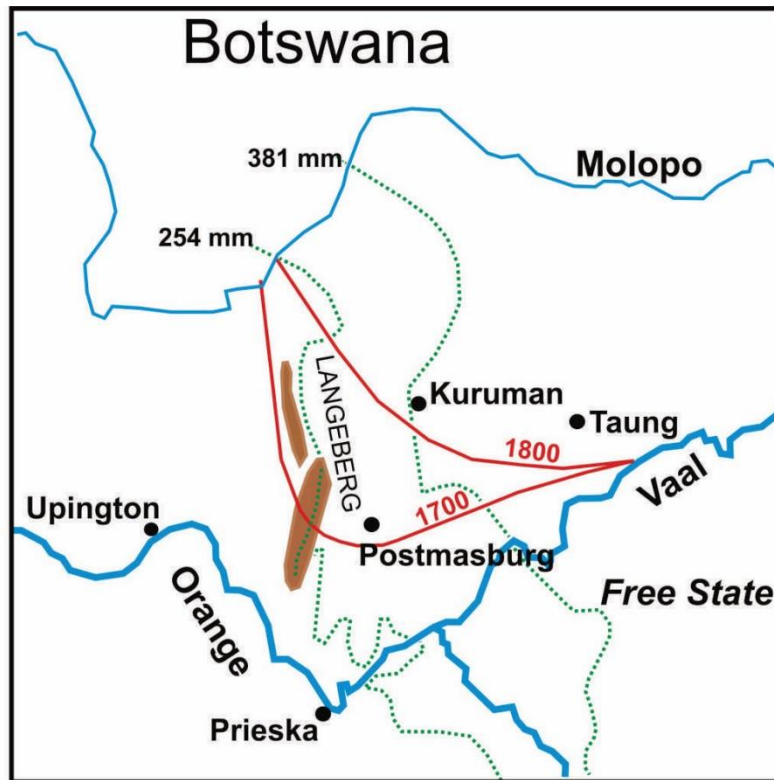 Botswana
381 mm
Molopo
254 mm
LANGEBERG
Kuruman
Taung
1800
Vaal
1700
Upington
Postmasburg
Orange
Free State
Prieska